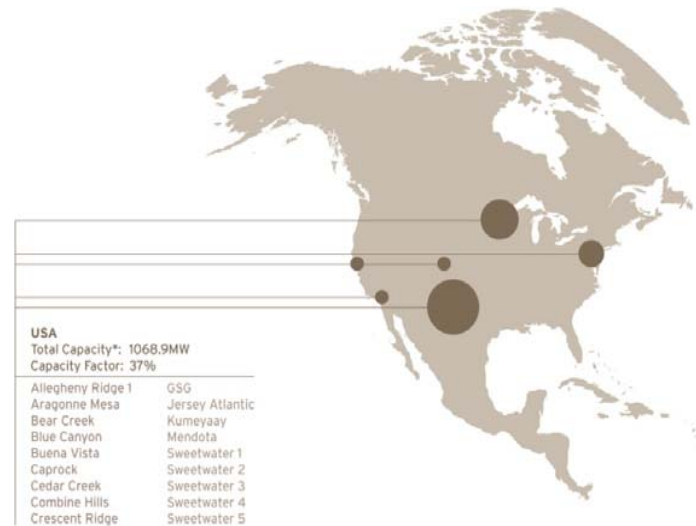 USA
Total Capacity*: 1068.9MW
Capacity Factor: 37%
Allegheny Ridge 1 GSG
Aragonne Mesa Jersey Atlantic
Bear Creek Kumeyaay
Blue Canyon Mendota
Buena Vista Sweetwater 1
Caprock Sweetwater 2
Cedar Creek Sweetwater 3
Combine Hills Sweetwater 4
Crescent Ridge Sweetwater 5